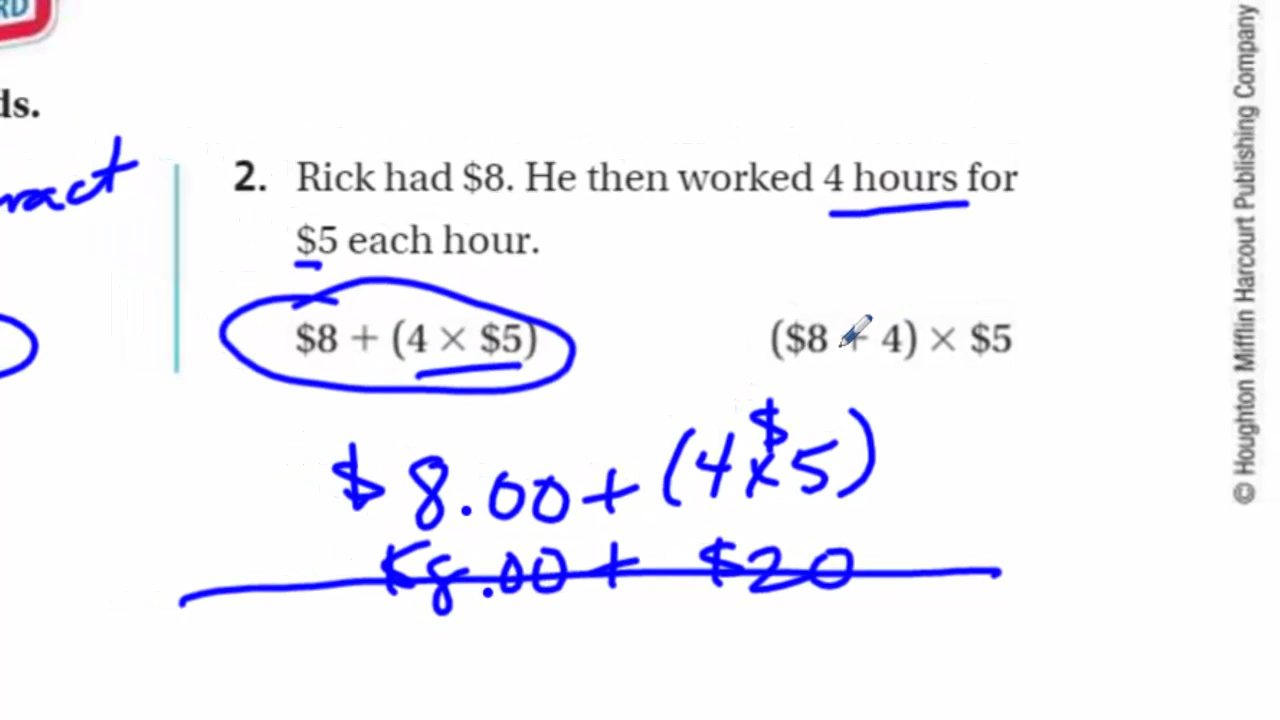 RD
ds.
ract
2. Rick had $8. He then worked 4 hours for
$5 each hour.
$8 + (4 × $5)
($8 + 4) × $5
$8.00 + (4 x $5)
$8.00 + $20
© Houghton Mifflin Harcourt Publishing Company